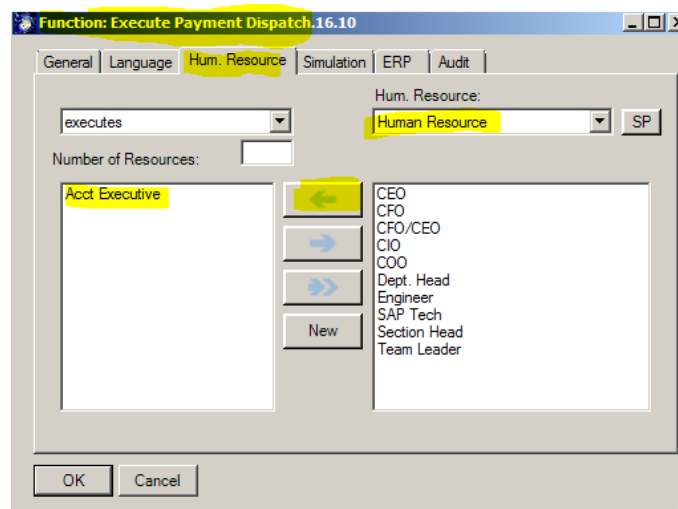 Function: Execute Payment Dispatch.16.10
General Language Hum. Resource Simulation ERP Audit
Hum. Resource:
executes
Human Resource
SP
Number of Resources:
Acct Executive
CEO
CFO
CFO/CEO
CIO
COO
Dept. Head
Engineer
SAP Tech
Section Head
Team Leader
New
OK Cancel